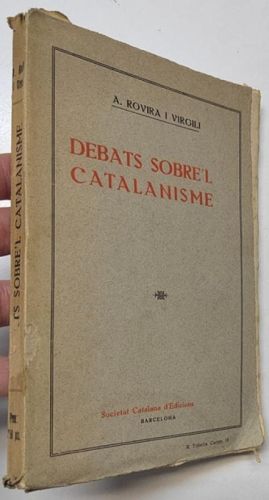 A. ROVIRA I VIRGILI
DEBATS SOBRE'L
CATALANISME
Societat Catalana d'Edicions
BARCELONA
TS SOBRE'L CATALANISME